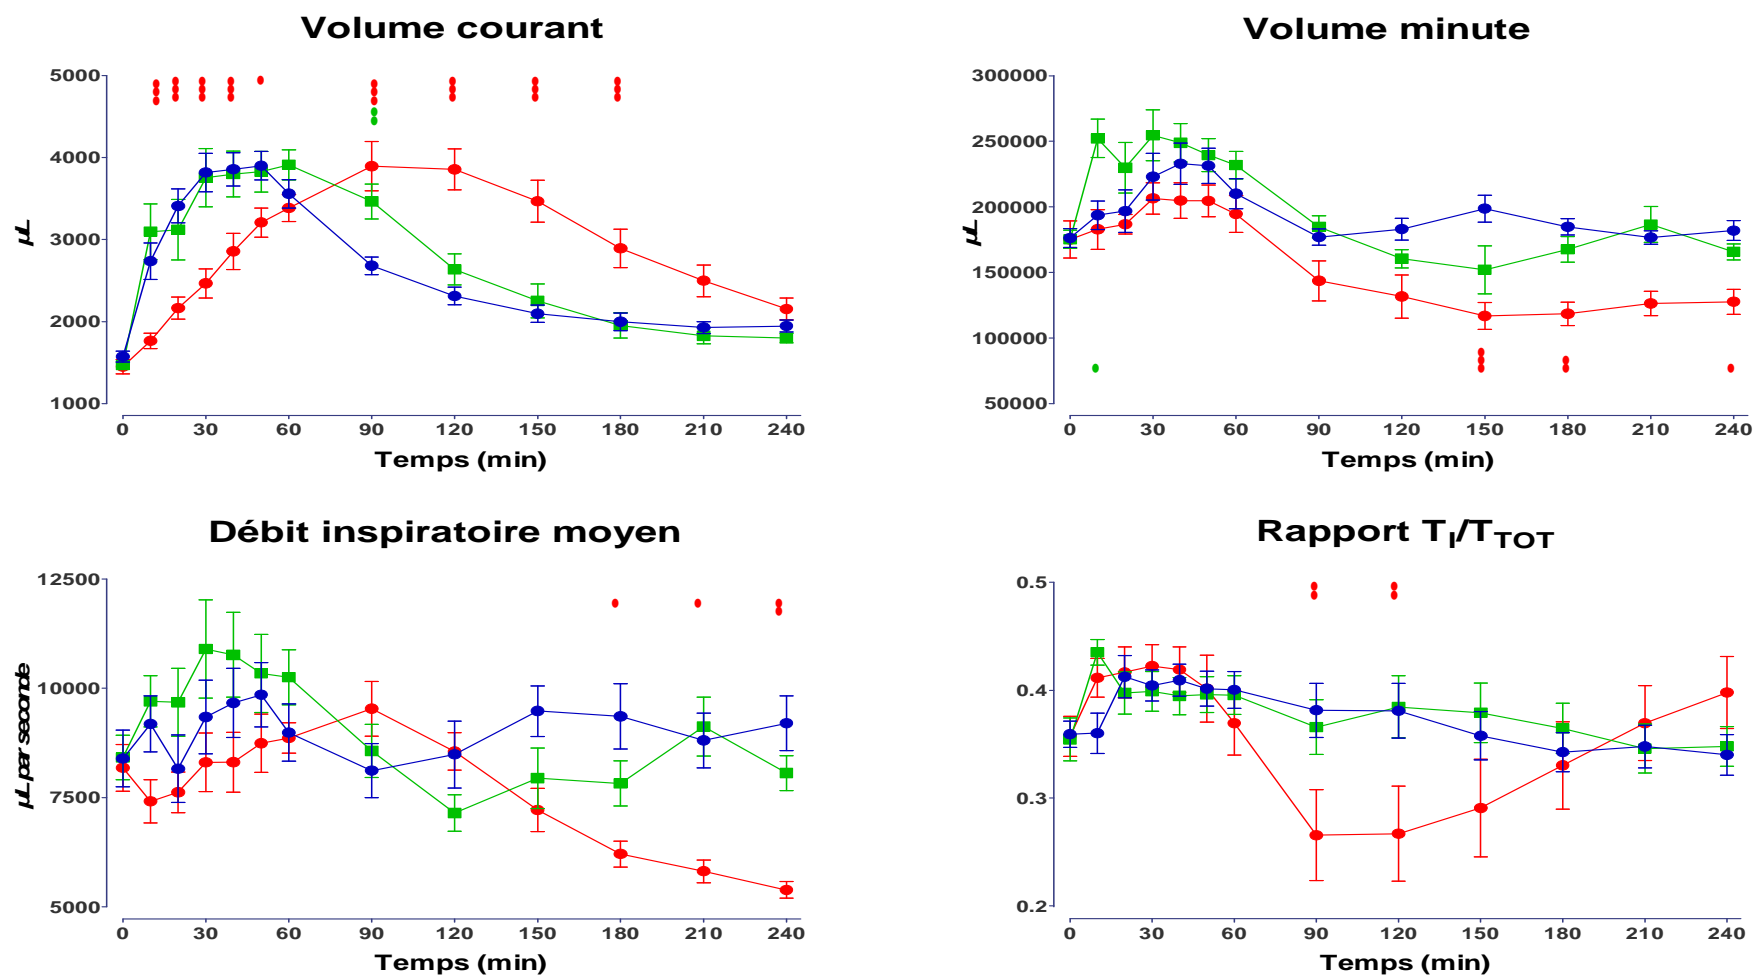 Volume courant
µL
5000
4000
3000
2000
1000
0 30 60 90 120 150 180 210 240
Temps (min)
Volume minute
µL
300000
250000
200000
150000
100000
50000
0 30 60 90 120 150 180 210 240
Temps (min)
Débit inspiratoire moyen
µL par seconde
12500
10000
7500
5000
0 30 60 90 120 150 180 210 240
Temps (min)
Rapport TI/TTOT
0.5
0.4
0.3
0.2
0 30 60 90 120 150 180 210 240
Temps (min)